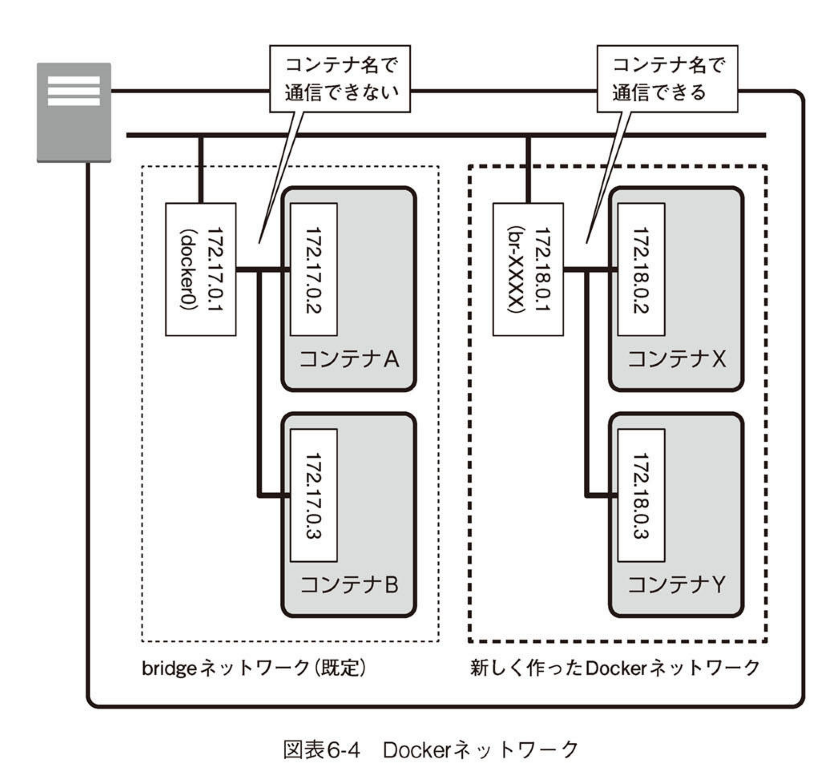 コンテナ名で
通信できない
コンテナ名で
通信できる
172.17.0.1
(docker0)
172.17.0.2
コンテナA
172.17.0.3
コンテナB
172.18.0.1
(br-XXXX)
172.18.0.2
コンテナX
172.18.0.3
コンテナY
bridgeネットワーク(既定)
新しく作ったDockerネットワーク
図表6-4 Dockerネットワーク